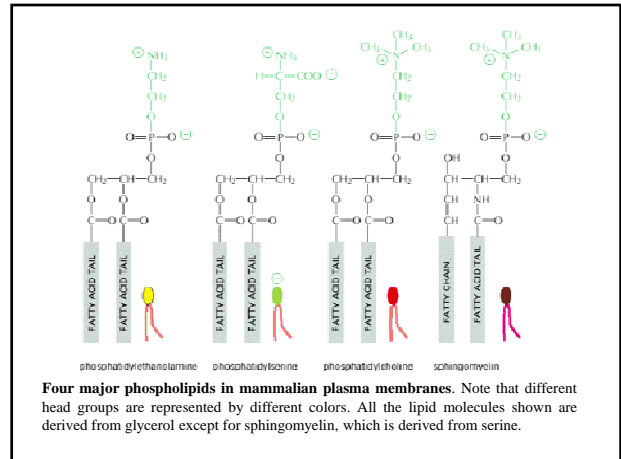 CH₃
CH₃—N—CH₃ CH₃—N—CH₃
⊕ NH₃ ⊕ NH₃ ⊕ ⊕
CH₂ H—C—COO ⊖ CH₂ CH₂
CH₂ CH₂ CH₂ CH₂
O O O O
O=P—O ⊖ O=P—O ⊖ O=P—O ⊖ O=P—O ⊖
O O O OH O
CH₂—CH—CH₂ CH₂—CH—CH₂ CH₂—CH—CH₂ CH—CH—CH₂
O O O O O O CH NH
C=O C=O C=O C=O C=O C=O CH C=O
FATTY ACID TAIL FATTY ACID TAIL FATTY ACID TAIL FATTY ACID TAIL FATTY ACID TAIL FATTY ACID TAIL FATTY CHAIN FATTY ACID TAIL
⊖
phosphatidylethanolamine phosphatidylserine phosphatidylcholine sphingomyelin
Four major phospholipids in mammalian plasma membranes. Note that different
head groups are represented by different colors. All the lipid molecules shown are
derived from glycerol except for sphingomyelin, which is derived from serine.